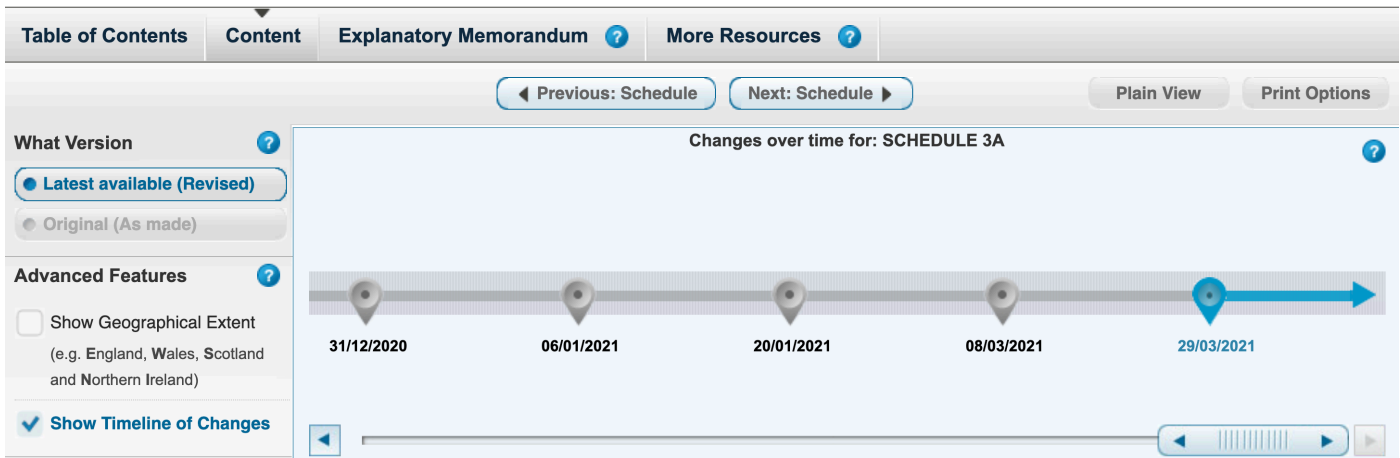 Table of Contents Content Explanatory Memorandum ? More Resources ?
Previous: Schedule Next: Schedule Plain View Print Options
What Version ?
Latest available (Revised)
Original (As made)
Advanced Features ?
Show Geographical Extent
(e.g. England, Wales, Scotland
and Northern Ireland)
Show Timeline of Changes
Changes over time for: SCHEDULE 3A ?
31/12/2020 06/01/2021 20/01/2021 08/03/2021 29/03/2021